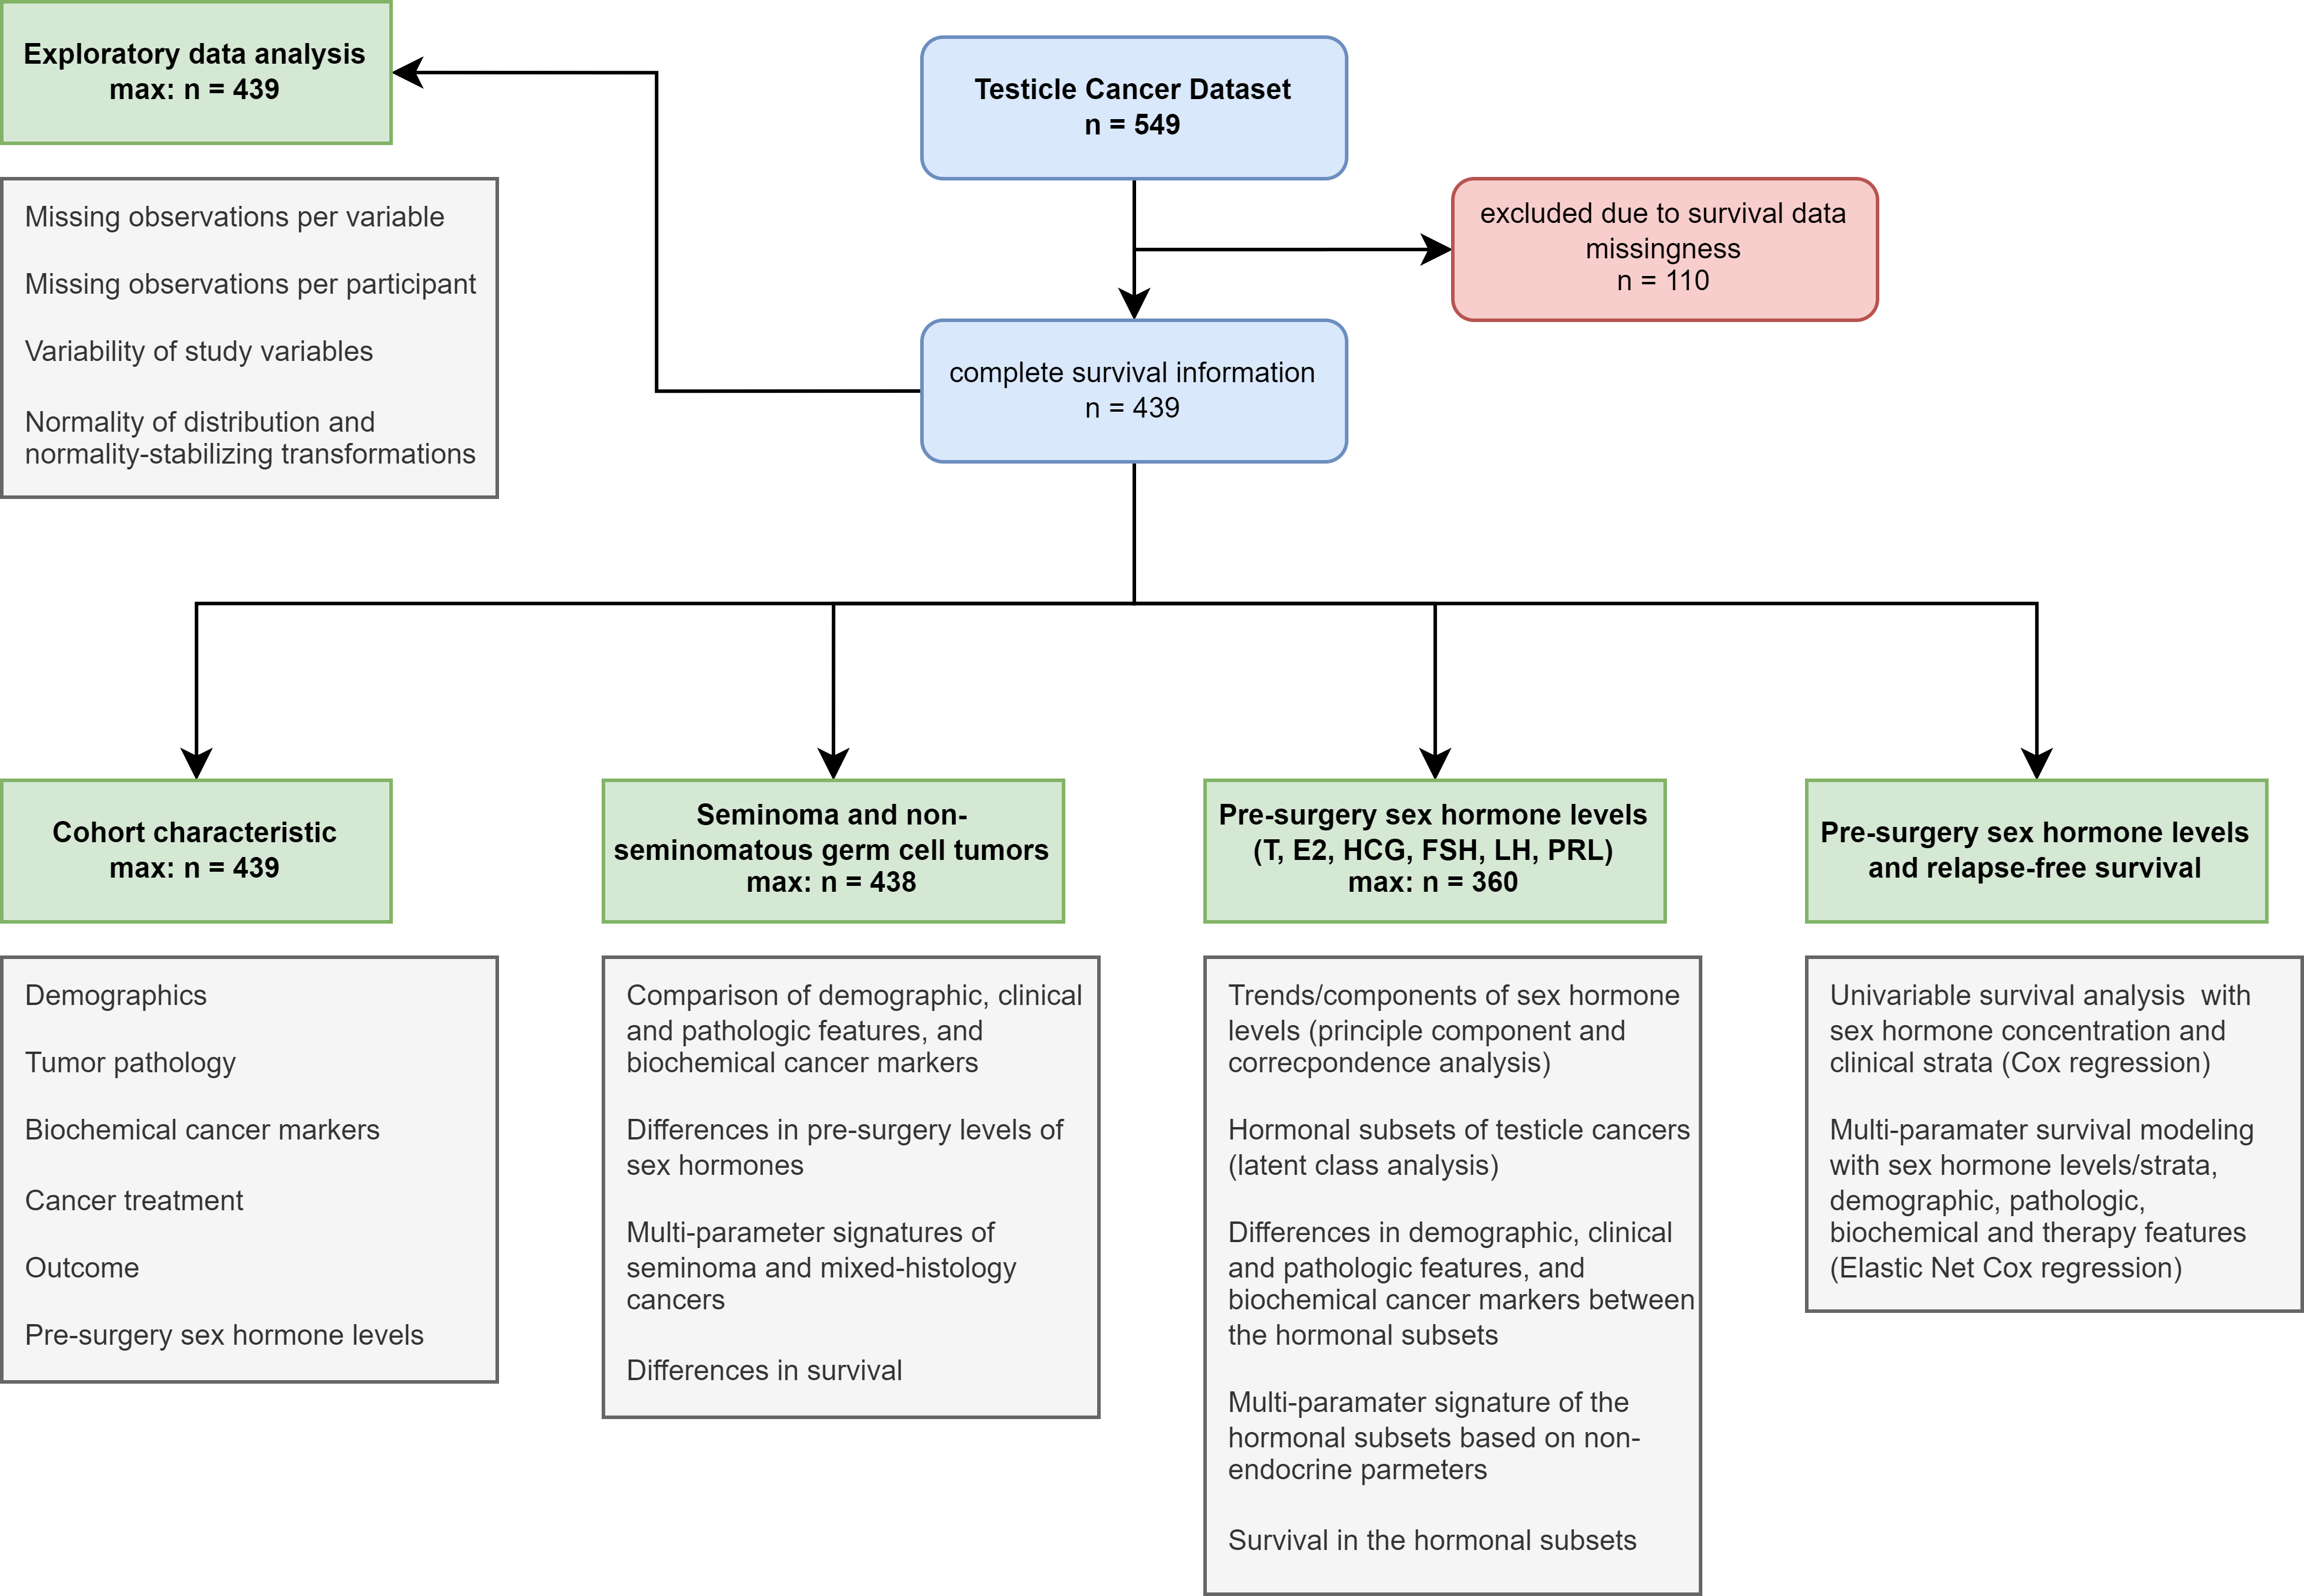 Exploratory data analysis
max: n = 439
Testicle Cancer Dataset
n = 549
Missing observations per variable
Missing observations per participant
Variability of study variables
Normality of distribution and
normality-stabilizing transformations
excluded due to survival data
missingness
n = 110
complete survival information
n = 439
Cohort characteristic
max: n = 439
Demographics
Tumor pathology
Biochemical cancer markers
Cancer treatment
Outcome
Pre-surgery sex hormone levels
Seminoma and non-
seminomatous germ cell tumors
max: n = 438
Comparison of demographic, clinical
and pathologic features, and
biochemical cancer markers
Differences in pre-surgery levels of
sex hormones
Multi-parameter signatures of
seminoma and mixed-histology
cancers
Differences in survival
Pre-surgery sex hormone levels
(T, E2, HCG, FSH, LH, PRL)
max: n = 360
Trends/components of sex hormone
levels (principle component and
correcpondence analysis)
Hormonal subsets of testicle cancers
(latent class analysis)
Differences in demographic, clinical
and pathologic features, and
biochemical cancer markers between
the hormonal subsets
Multi-paramater signature of the
hormonal subsets based on non-
endocrine parmeters
Survival in the hormonal subsets
Pre-surgery sex hormone levels
and relapse-free survival
Univariable survival analysis  with
sex hormone concentration and
clinical strata (Cox regression)
Multi-paramater survival modeling
with sex hormone levels/strata,
demographic, pathologic,
biochemical and therapy features
(Elastic Net Cox regression)